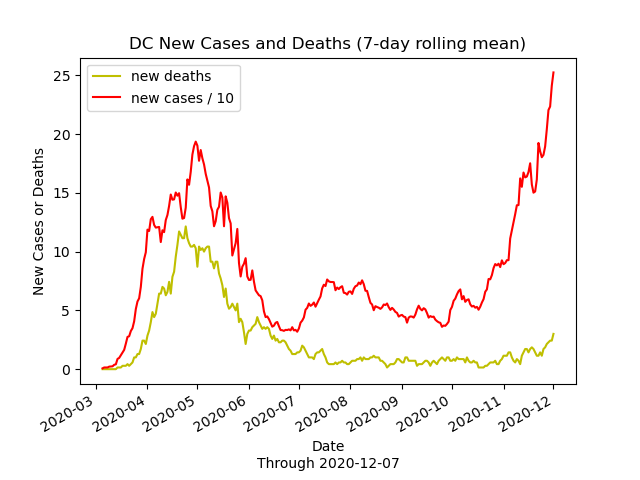 DC New Cases and Deaths (7-day rolling mean)
new deaths
new cases / 10
25
20
15
10
5
0
New Cases or Deaths
2020-03
2020-04
2020-05
2020-06
2020-07
2020-08
2020-09
2020-10
2020-11
2020-12
Date
Through 2020-12-07